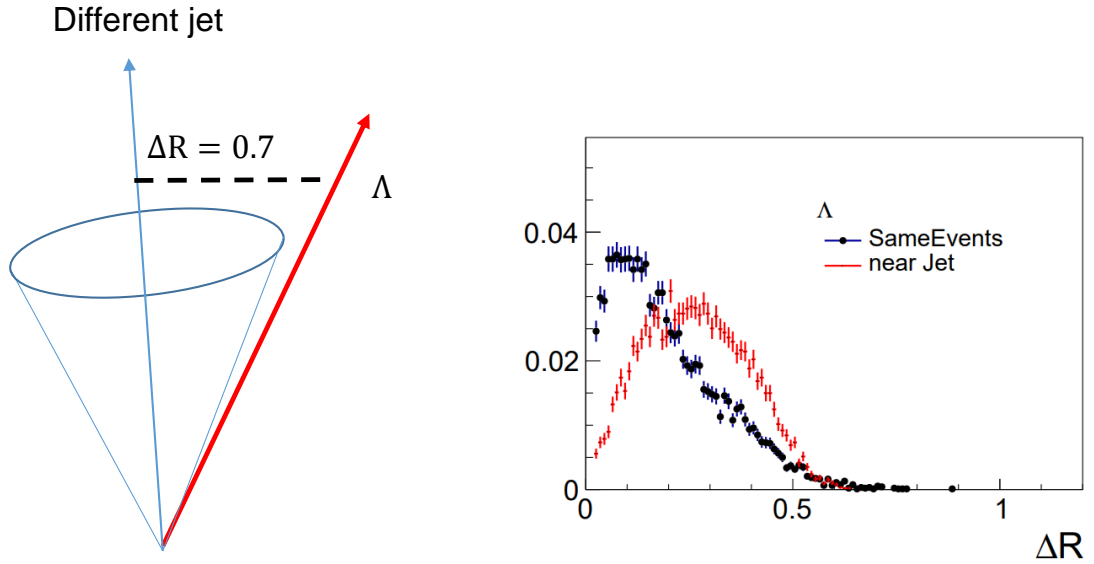 Different jet
ΔR = 0.7
Λ
Λ
SameEvents
near Jet
0.04
0.02
0
0
0.5
1
ΔR